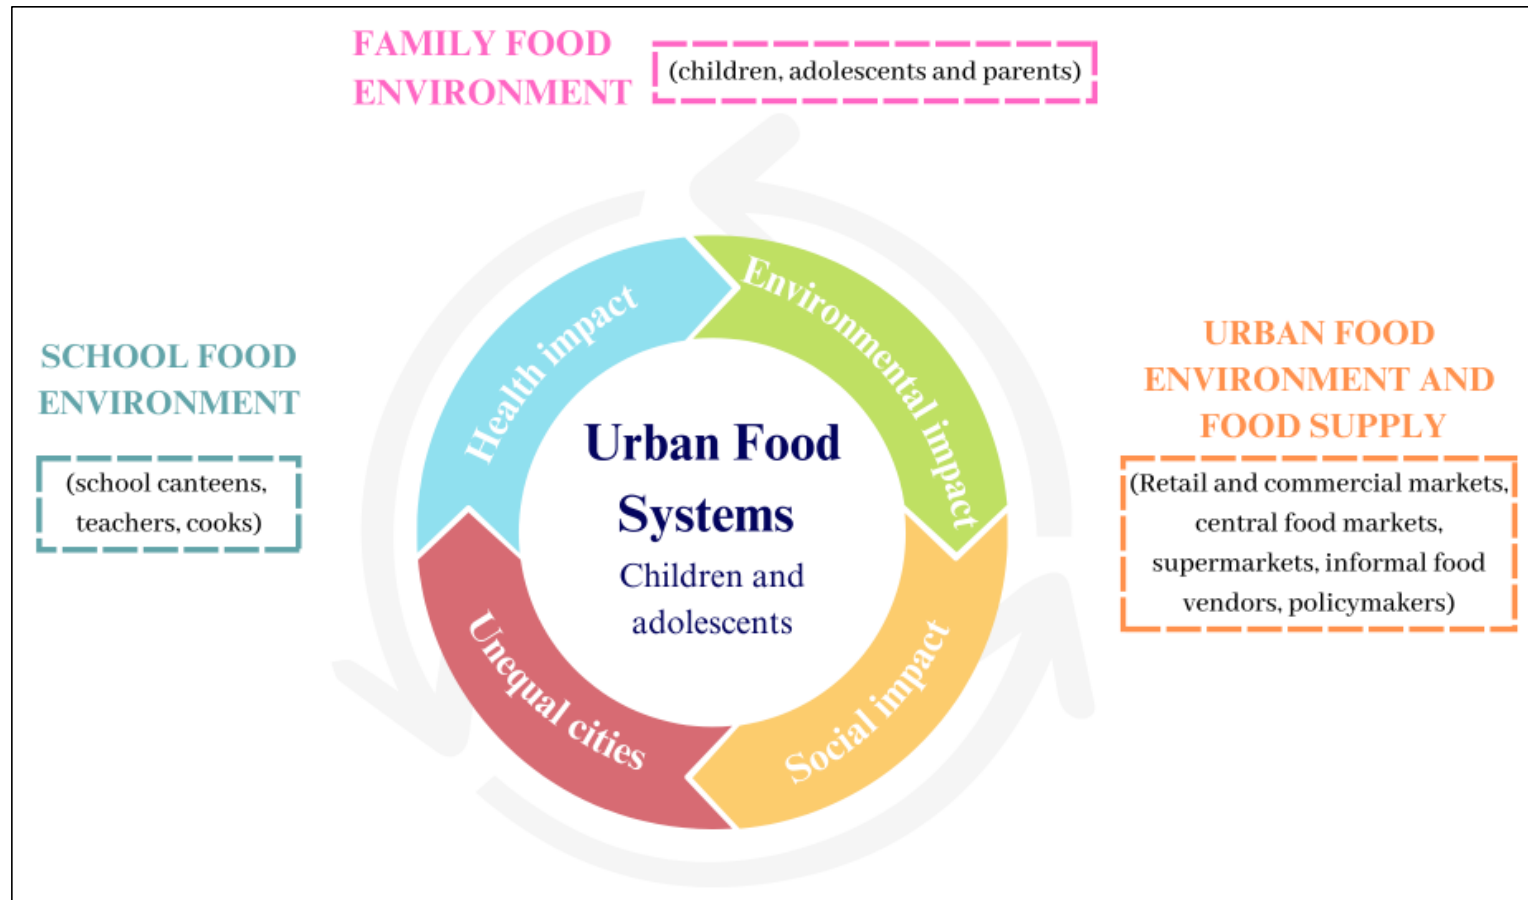 FAMILY FOOD
ENVIRONMENT
(children, adolescents and parents)
SCHOOL FOOD
ENVIRONMENT
(school canteens,
teachers, cooks)
Health impact
Environmental impact
Unequal cities
Social impact
Urban Food
Systems
Children and
adolescents
URBAN FOOD
ENVIRONMENT AND
FOOD SUPPLY
(Retail and commercial markets,
central food markets,
supermarkets, informal food
vendors, policymakers)